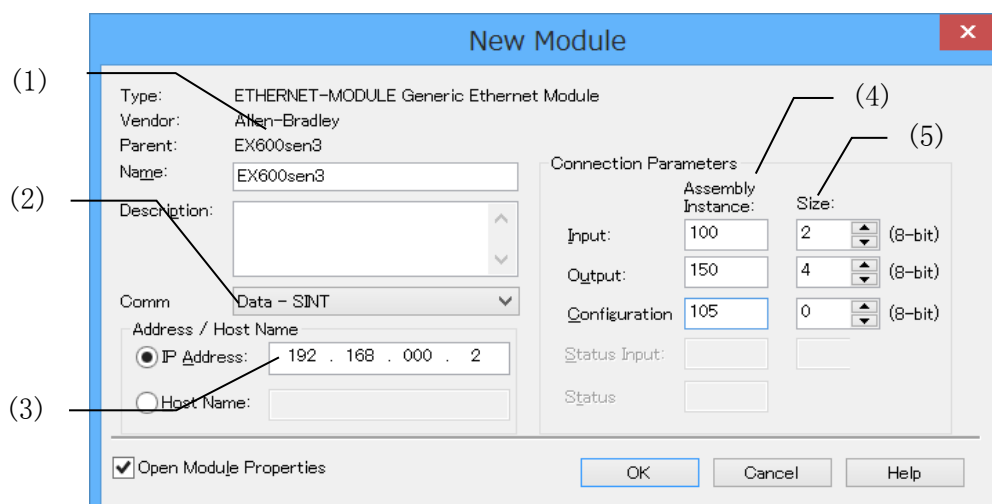 New Module
(1)
Type: ETHERNET-MODULE Generic Ethernet Module
Vendor: Allen-Bradley
Parent: EX600sen3
Name: EX600sen3
(2)
Description:
Comm Data - SINT
Address / Host Name
IP Address: 192 . 168 . 000 . 2
(3)
Host Name:
(4)
(5)
Connection Parameters
Assembly
Instance: Size:
Input: 100 2 (8-bit)
Output: 150 4 (8-bit)
Configuration 105 0 (8-bit)
Status Input:
Status
Open Module Properties
OK Cancel Help